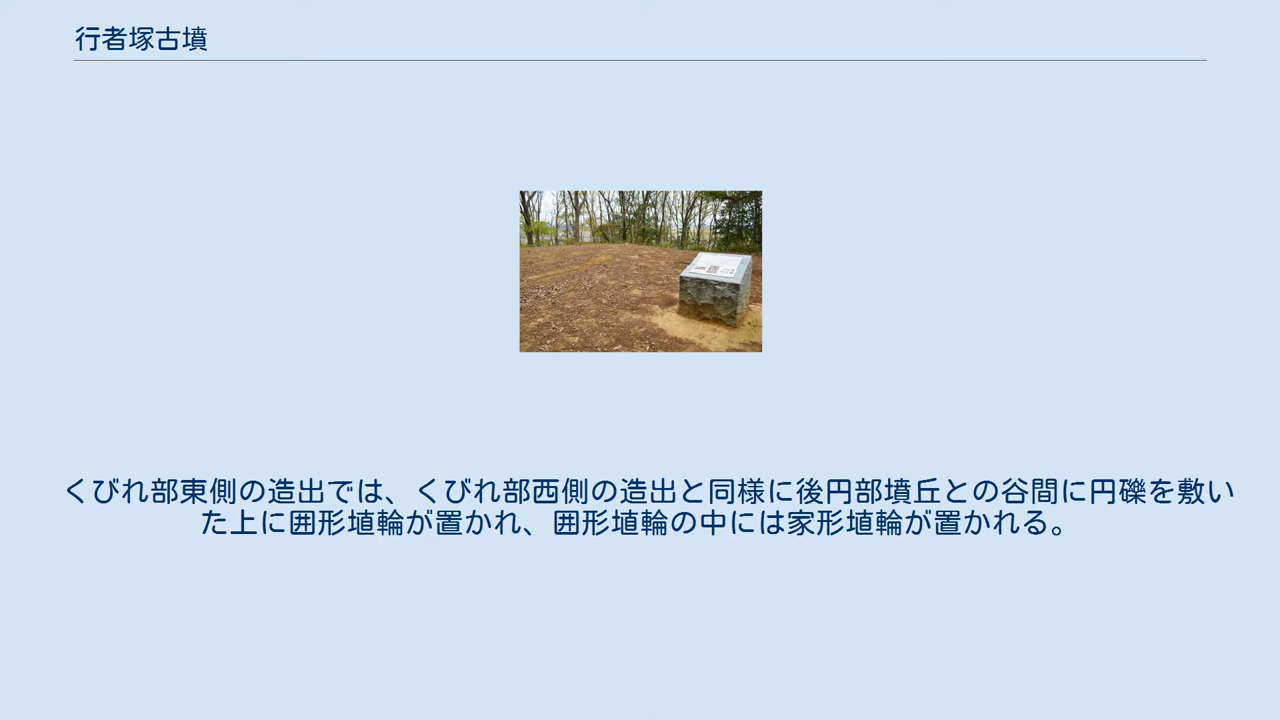 行者塚古墳
くびれ部東側の造出では、くびれ部西側の造出と同様に後円部墳丘との谷間に円礫を敷い
た上に囲形埴輪が置かれ、囲形埴輪の中には家形埴輪が置かれる。